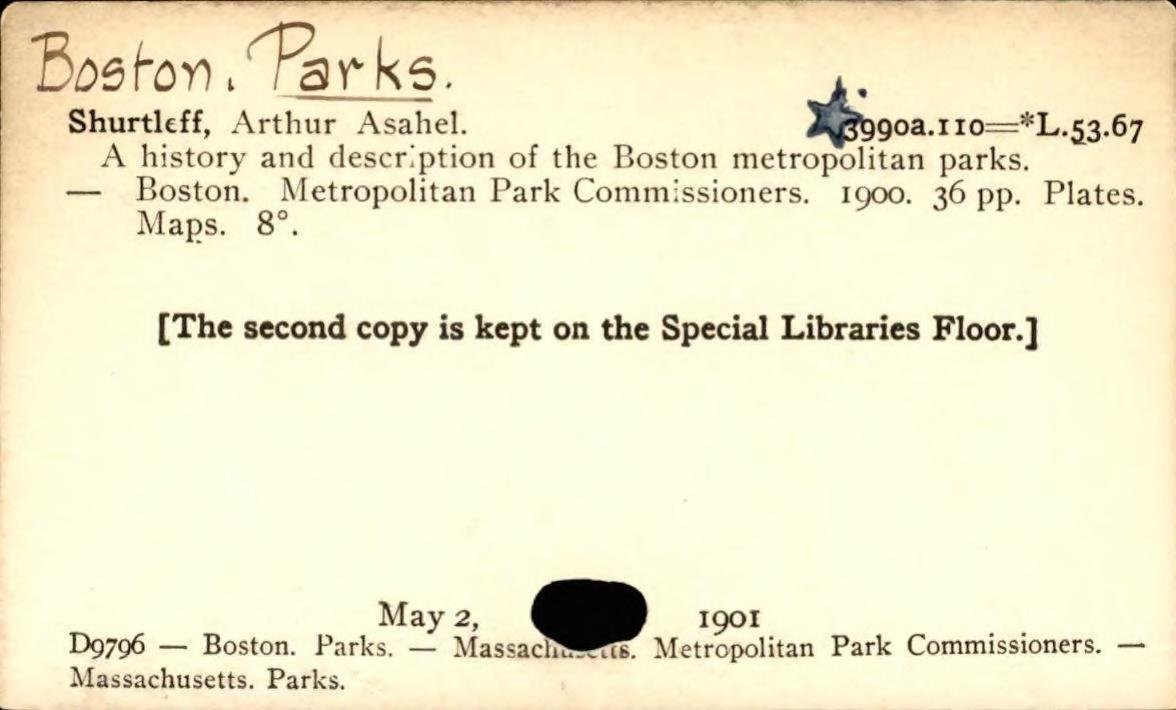 Boston. Parks.
Shurtleff, Arthur Asahel. 3990a.110=*L.53.67
A history and description of the Boston metropolitan parks.
— Boston. Metropolitan Park Commissioners. 1900. 36 pp. Plates.
Maps. 8°.
[The second copy is kept on the Special Libraries Floor.]
May 2, 1901
D9796 — Boston. Parks. — Massachusetts. Metropolitan Park Commissioners. —
Massachusetts. Parks.